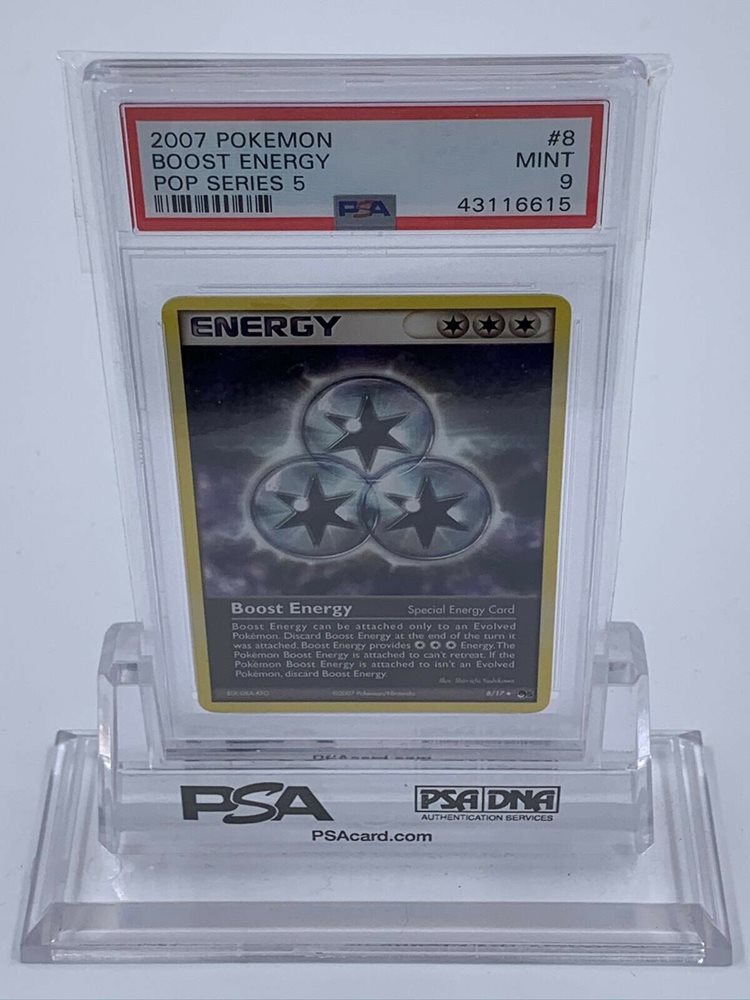 2007 POKEMON #8
BOOST ENERGY MINT
POP SERIES 5 9
PSA 43116615
ENERGY
Boost Energy Special Energy Card
Boost Energy can be attached only to an Evolved
Pokémon. Discard Boost Energy at the end of the turn it
was attached. Boost Energy provides Energy. The
Pokémon Boost Energy is attached to can't retreat. If the
Pokémon Boost Energy is attached to isn't an Evolved
Pokémon, discard Boost Energy.
Illus. Shin-ichi Yoshikawa
©2007 Pokémon/Nintendo 8/17
PSA PSA DNA
AUTHENTICATION SERVICES
PSAcard.com